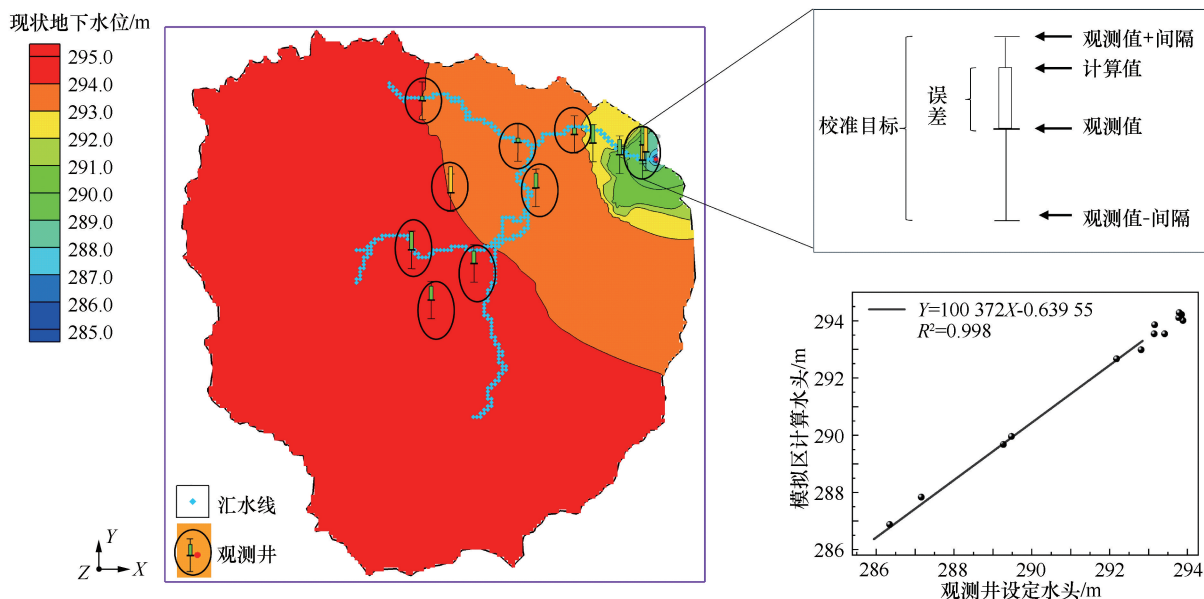 现状地下水位/m
295.0
294.0
293.0
292.0
291.0
290.0
289.0
288.0
287.0
286.0
285.0
Y
Z
X
汇水线
观测井
校准目标
误差
观测值+间隔
计算值
观测值
观测值-间隔
Y=100 372X-0.639 55
R²=0.998
模拟区计算水头/m
294
292
290
288
286
286
288
290
292
294
观测井设定水头/m